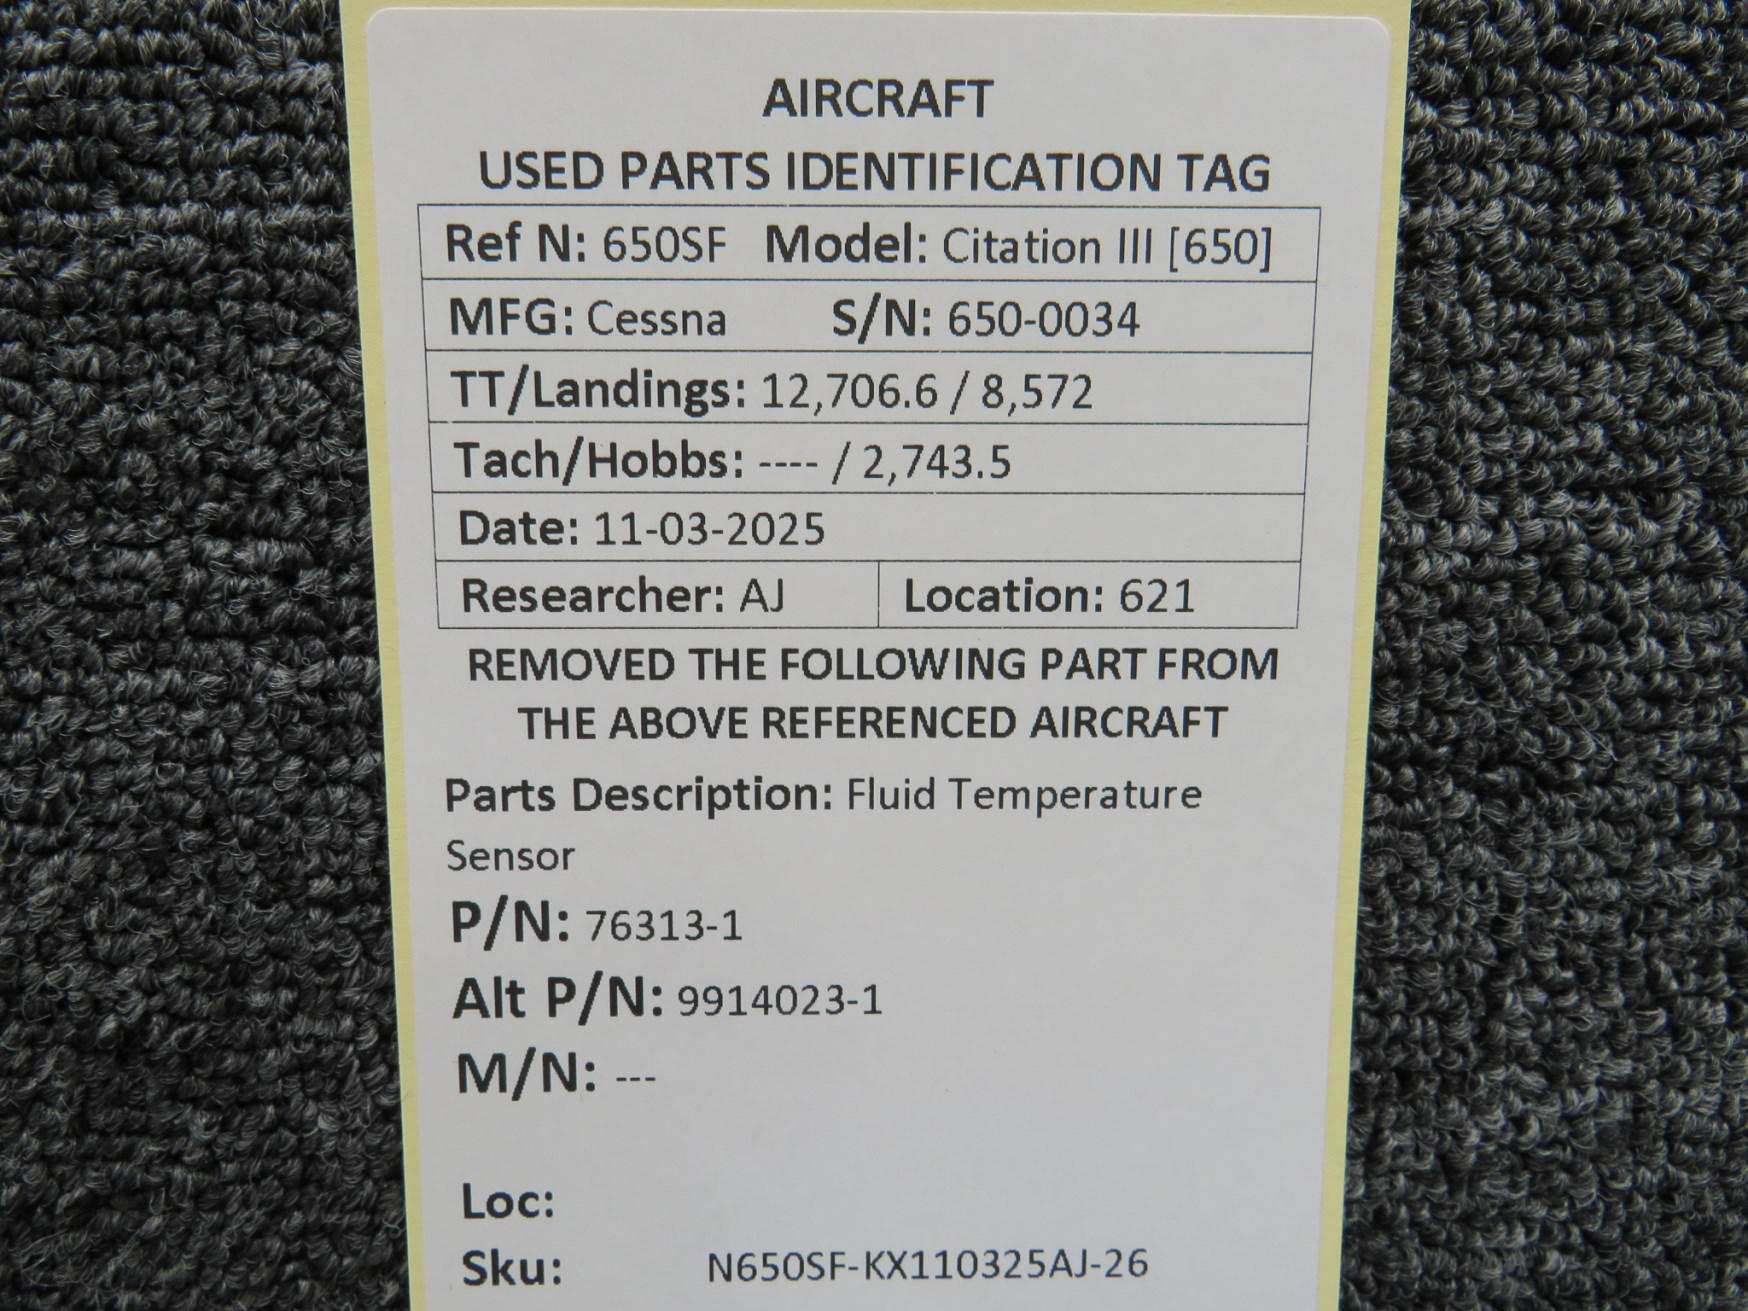 AIRCRAFT
USED PARTS IDENTIFICATION TAG
Ref N: 650SF Model: Citation III [650]
MFG: Cessna S/N: 650-0034
TT/Landings: 12,706.6 / 8,572
Tach/Hobbs: ---- / 2,743.5
Date: 11-03-2025
Researcher: AJ Location: 621
REMOVED THE FOLLOWING PART FROM
THE ABOVE REFERENCED AIRCRAFT
Parts Description: Fluid Temperature
Sensor
P/N: 76313-1
Alt P/N: 9914023-1
M/N: ---
Loc:
Sku: N650SF-KX110325AJ-26